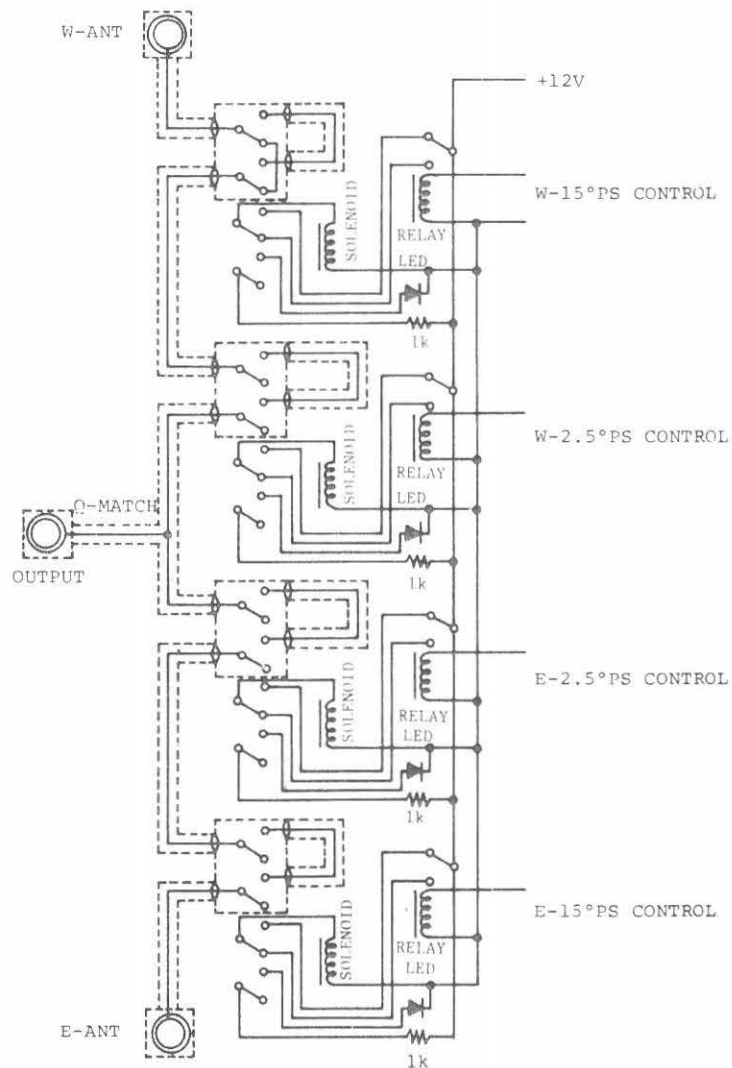 W-ANT
+12V
W-15°PS CONTROL
SOLENOID
RELAY
LED
1k
W-2.5°PS CONTROL
SOLENOID
RELAY
LED
1k
Q-MATCH
OUTPUT
E-2.5°PS CONTROL
SOLENOID
RELAY
LED
1k
E-15°PS CONTROL
SOLENOID
RELAY
LED
E-ANT
1k